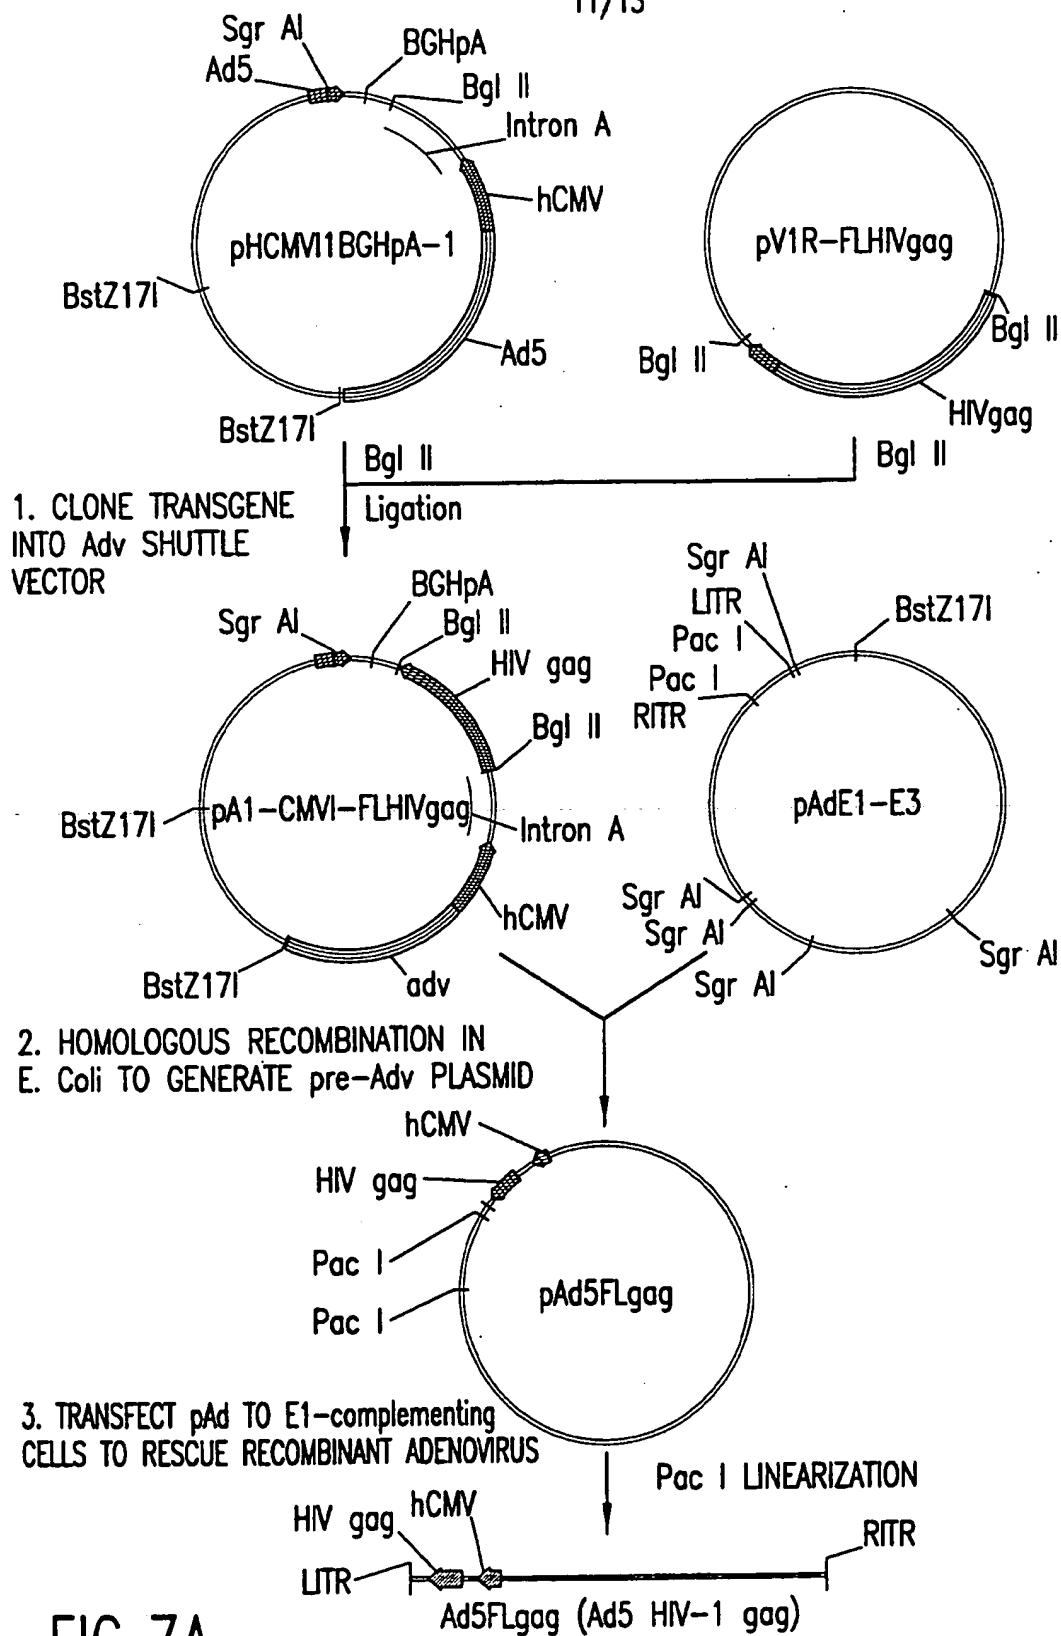 11/13
Sgr AI
Ad5
BGHpA
Bgl II
Intron A
hCMV
pHCMVI1BGHpA-1
BstZ17I
Ad5
BstZ17I
pV1R-FLHIVgag
Bgl II
Bgl II
HIVgag
Bgl II
Bgl II
Ligation
1. CLONE TRANSGENE
INTO Adv SHUTTLE
VECTOR
Sgr AI
BGHpA
Bgl II
HIV gag
Bgl II
pA1-CMVI-FLHIVgag
Intron A
BstZ17I
hCMV
BstZ17I
adv
Sgr AI
LITR
Pac I
Pac I
RITR
BstZ17I
pAdE1-E3
Sgr AI
Sgr AI
Sgr AI
Sgr AI
2. HOMOLOGOUS RECOMBINATION IN
E. Coli TO GENERATE pre-Adv PLASMID
hCMV
HIV gag
Pac I
Pac I
pAd5FLgag
3. TRANSFECT pAd TO E1-complementing
CELLS TO RESCUE RECOMBINANT ADENOVIRUS
Pac I LINEARIZATION
HIV gag
hCMV
RITR
LITR
Ad5FLgag (Ad5 HIV-1 gag)
FIG. 7A